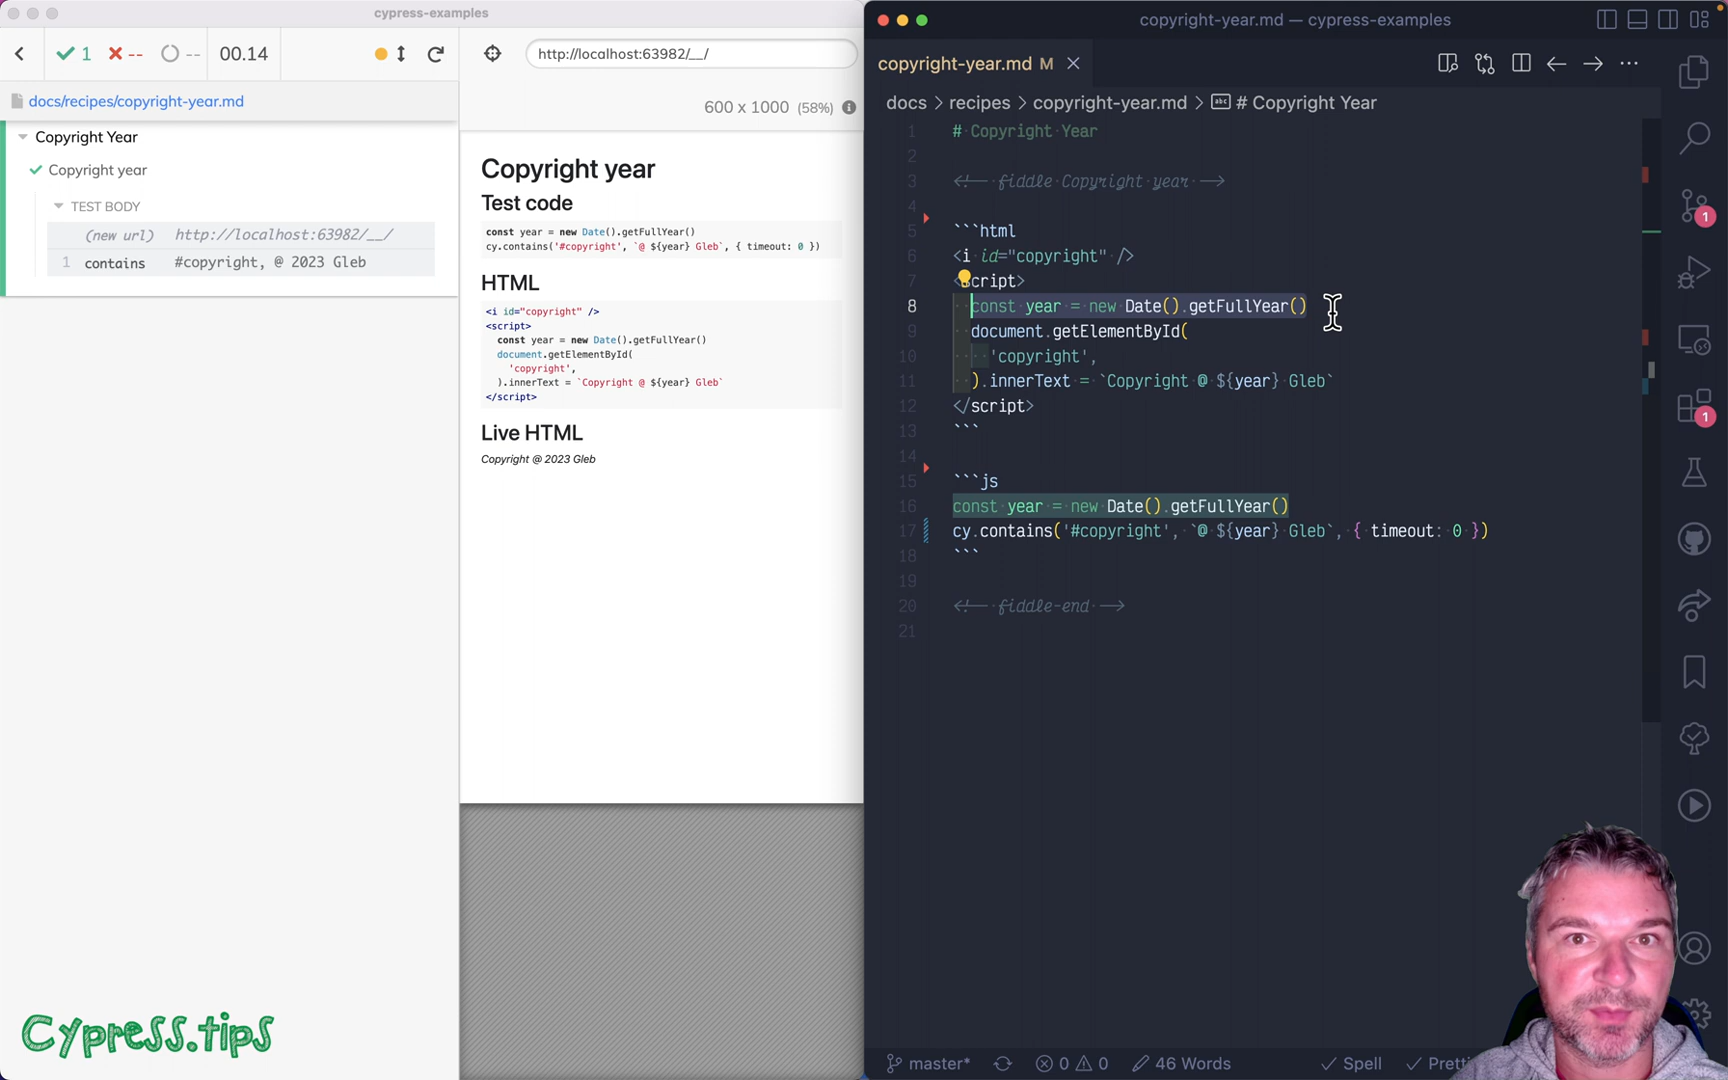 cypress-examples
1 -- -- 00.14
http://localhost:63982/__/
docs/recipes/copyright-year.md
600 x 1000 (58%)
Copyright Year
Copyright year
TEST BODY
(new url) http://localhost:63982/__/
1 contains #copyright, @ 2023 Gleb
Copyright year
Test code
const year = new Date().getFullYear()
cy.contains('#copyright', `@ ${year} Gleb`, { timeout: 0 })
HTML
<i id="copyright" />
<script>
const year = new Date().getFullYear()
document.getElementById(
'copyright',
).innerText = `Copyright @ ${year} Gleb`
</script>
Live HTML
Copyright @ 2023 Gleb
Cypress.tips
copyright-year.md — cypress-examples
copyright-year.md M
docs > recipes > copyright-year.md > # Copyright Year
1 # Copyright Year
2
3 <!-- fiddle Copyright year -->
4
5 ```html
6 <i id="copyright" />
7 <script>
8 const year = new Date().getFullYear()
9 document.getElementById(
10 'copyright',
11 ).innerText = `Copyright @ ${year} Gleb`
12 </script>
13 ```
14
15 ```js
16 const year = new Date().getFullYear()
17 cy.contains('#copyright', `@ ${year} Gleb`, { timeout: 0 })
18 ```
19
20 <!-- fiddle-end -->
21
1
1
master* 0 0 46 Words Spell